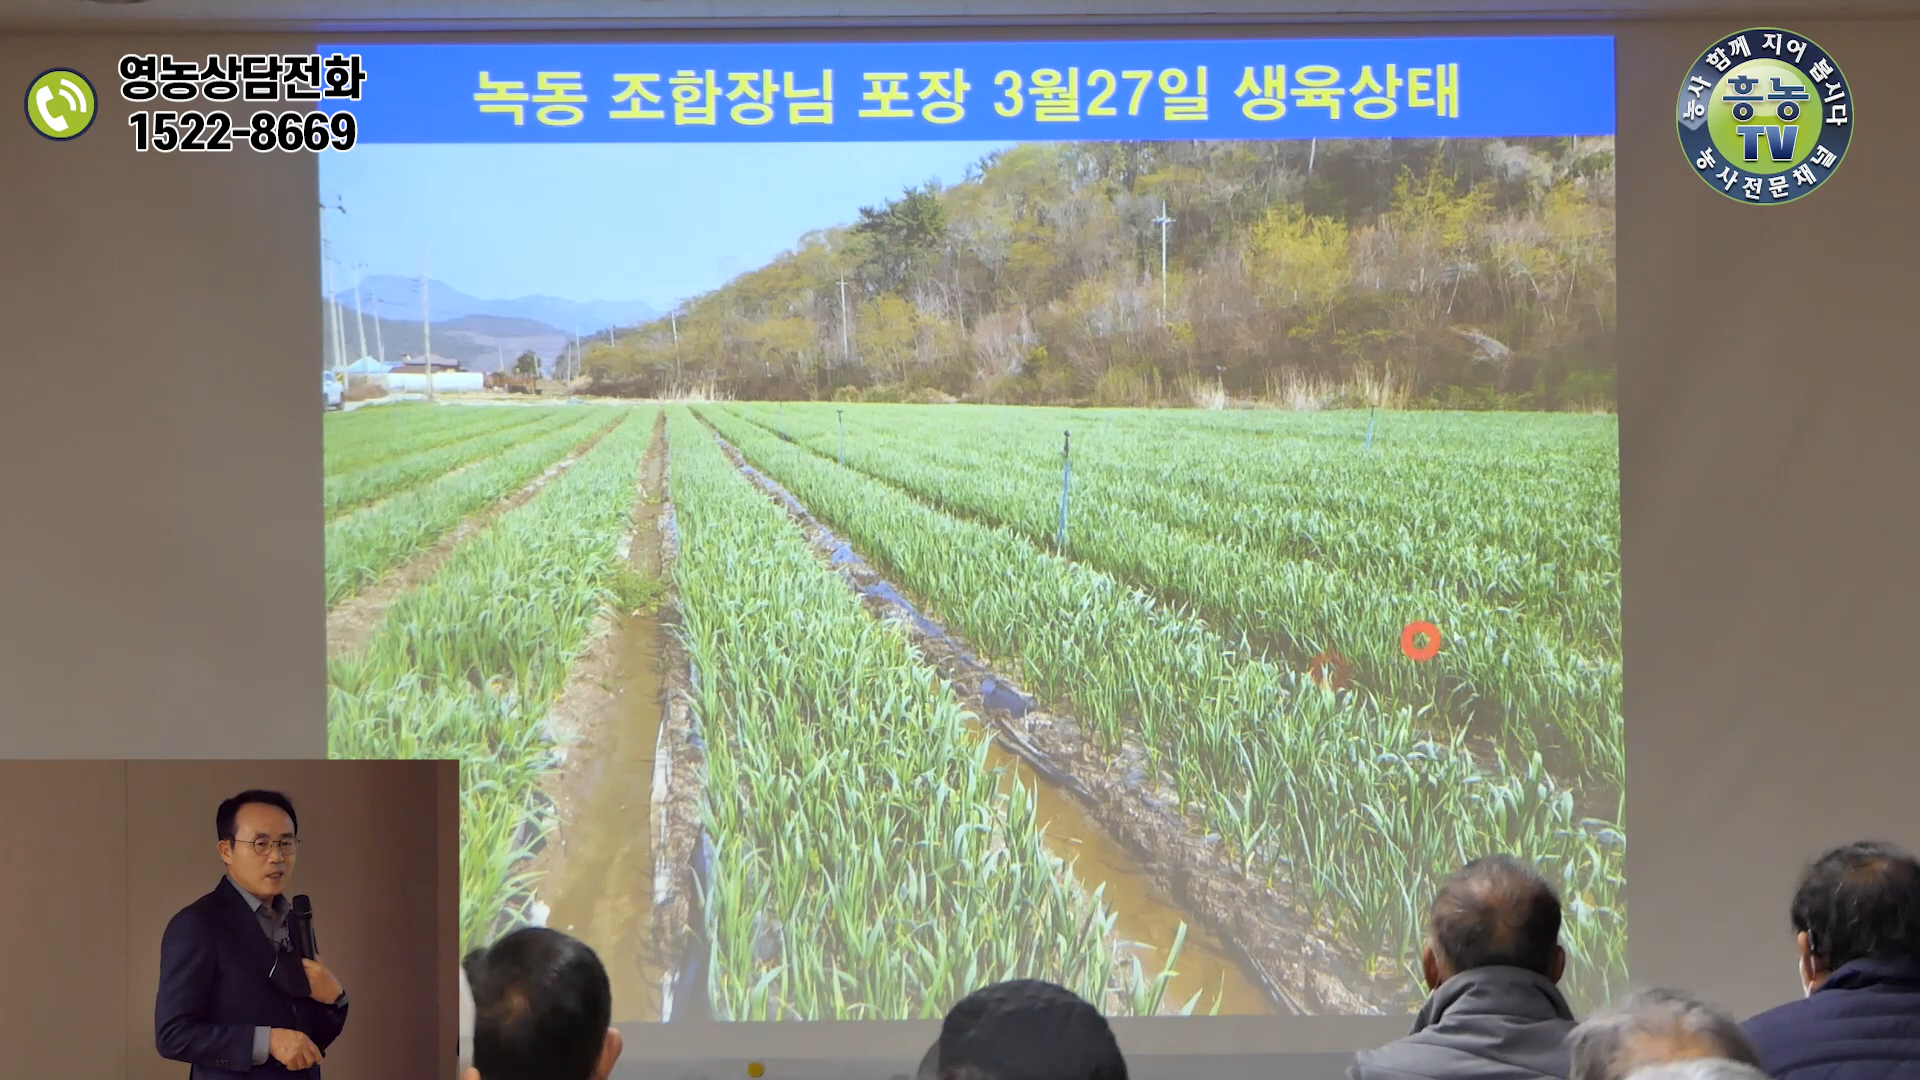 영농상담전화
1522-8669
녹동 조합장님 포장 3월27일 생육상태
농사 함께 지어 봅시다
흥농
TV
농사전문채널